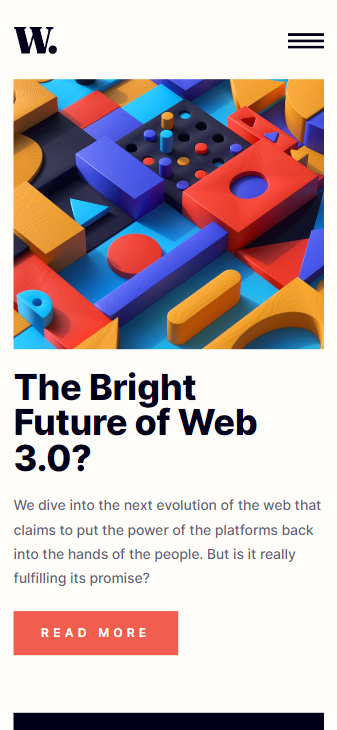 W.
The Bright
Future of Web
3.0?
We dive into the next evolution of the web that
claims to put the power of the platforms back
into the hands of the people. But is it really
fulfilling its promise?
READ MORE